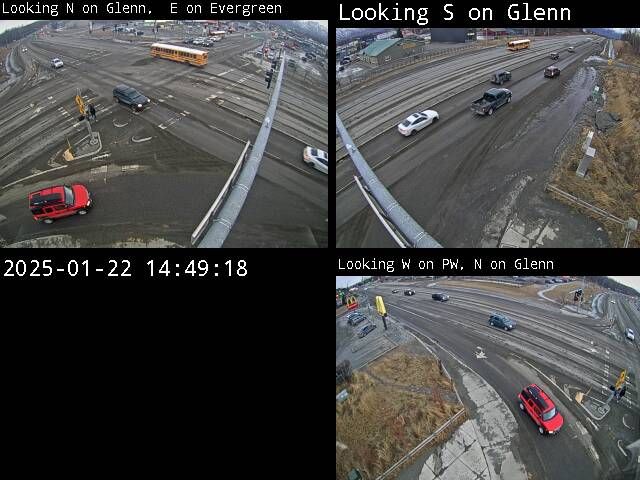 Looking N on Glenn,  E on Evergreen
Looking S on Glenn
2025-01-22 14:49:18
Looking W on PW, N on Glenn